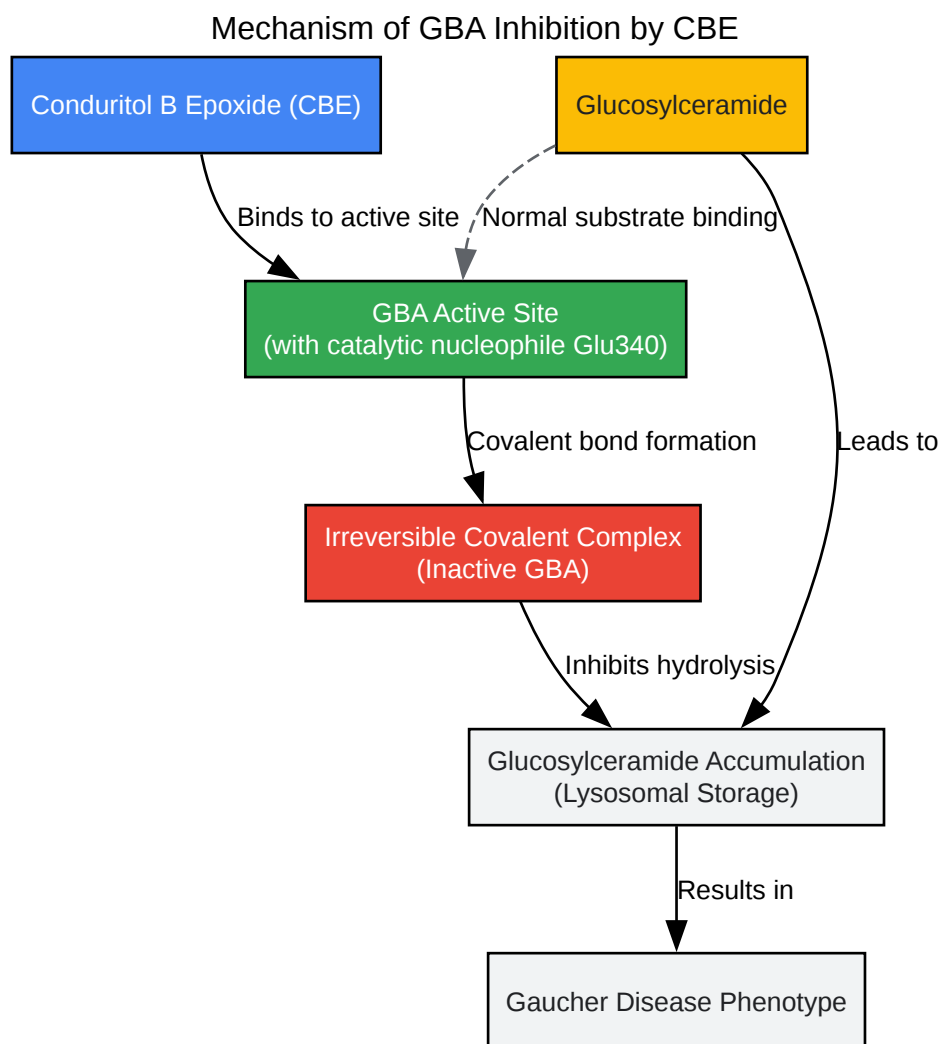 Mechanism of GBA Inhibition by CBE
Conduritol B Epoxide (CBE)
Glucosylceramide
Binds to active site
Normal substrate binding
GBA Active Site
(with catalytic nucleophile Glu340)
Covalent bond formation
Leads to
Irreversible Covalent Complex
(Inactive GBA)
Inhibits hydrolysis
Glucosylceramide Accumulation
(Lysosomal Storage)
Results in
Gaucher Disease Phenotype